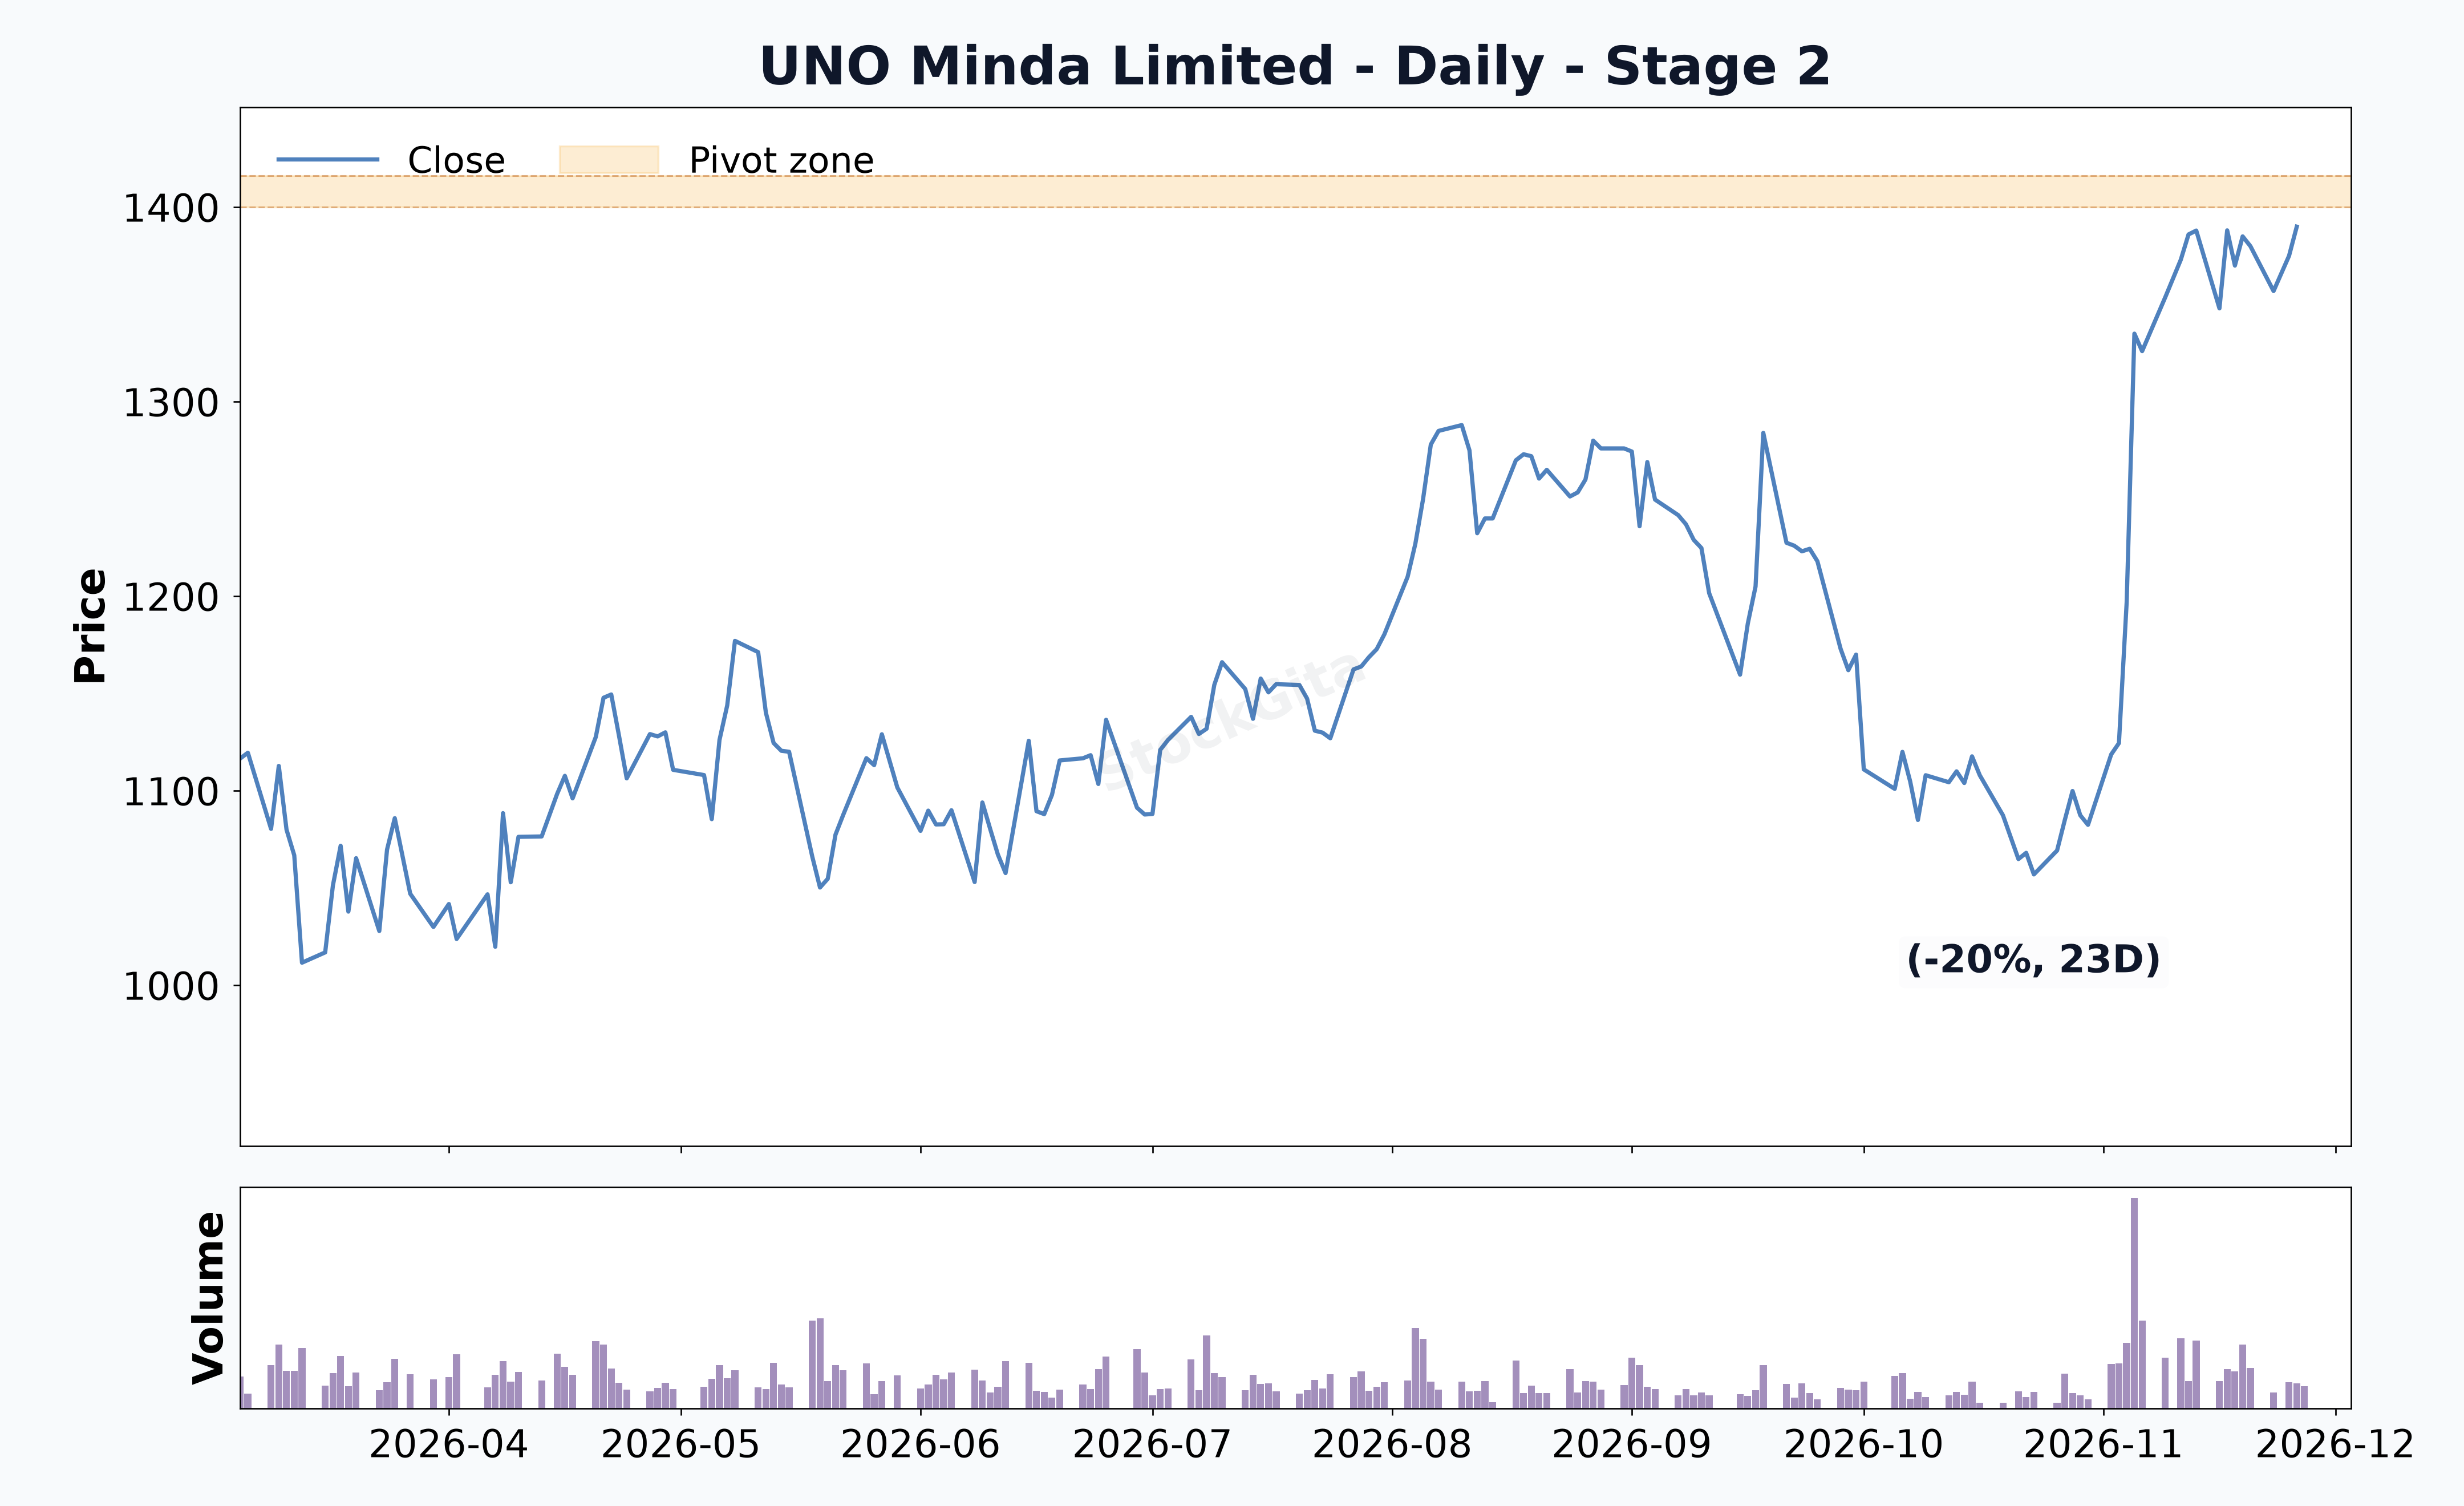 UNO Minda Limited - Daily - Stage 2
Close
Pivot zone
1400
1300
1200
1100
1000
Price
StockGita
(-20%, 23D)
Volume
2026-04
2026-05
2026-06
2026-07
2026-08
2026-09
2026-10
2026-11
2026-12